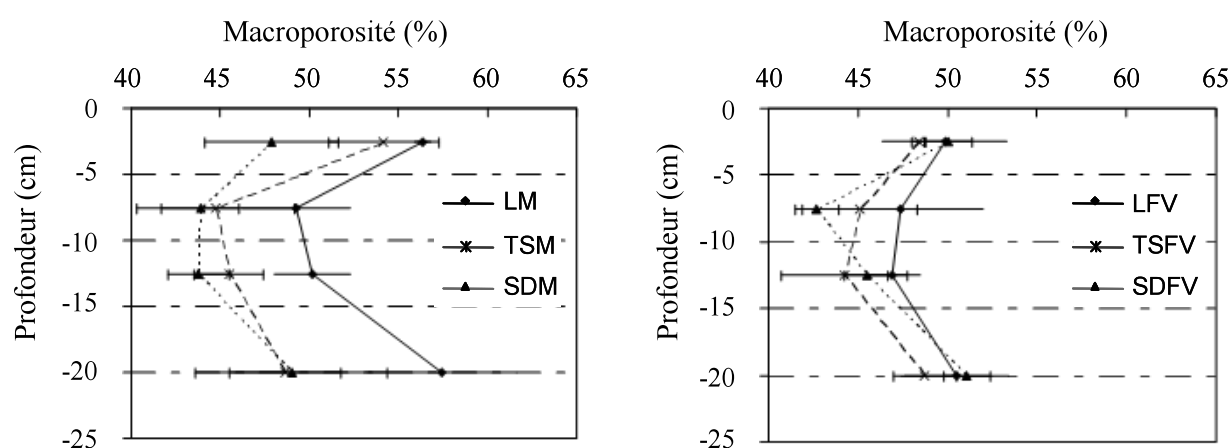 Macroporosité (%)
40 45 50 55 60 65
0
-5
-10
-15
-20
-25
Profondeur (cm)
LM
TSM
SDM
Macroporosité (%)
40 45 50 55 60 65
0
-5
-10
-15
-20
-25
Profondeur (cm)
LFV
TSFV
SDFV